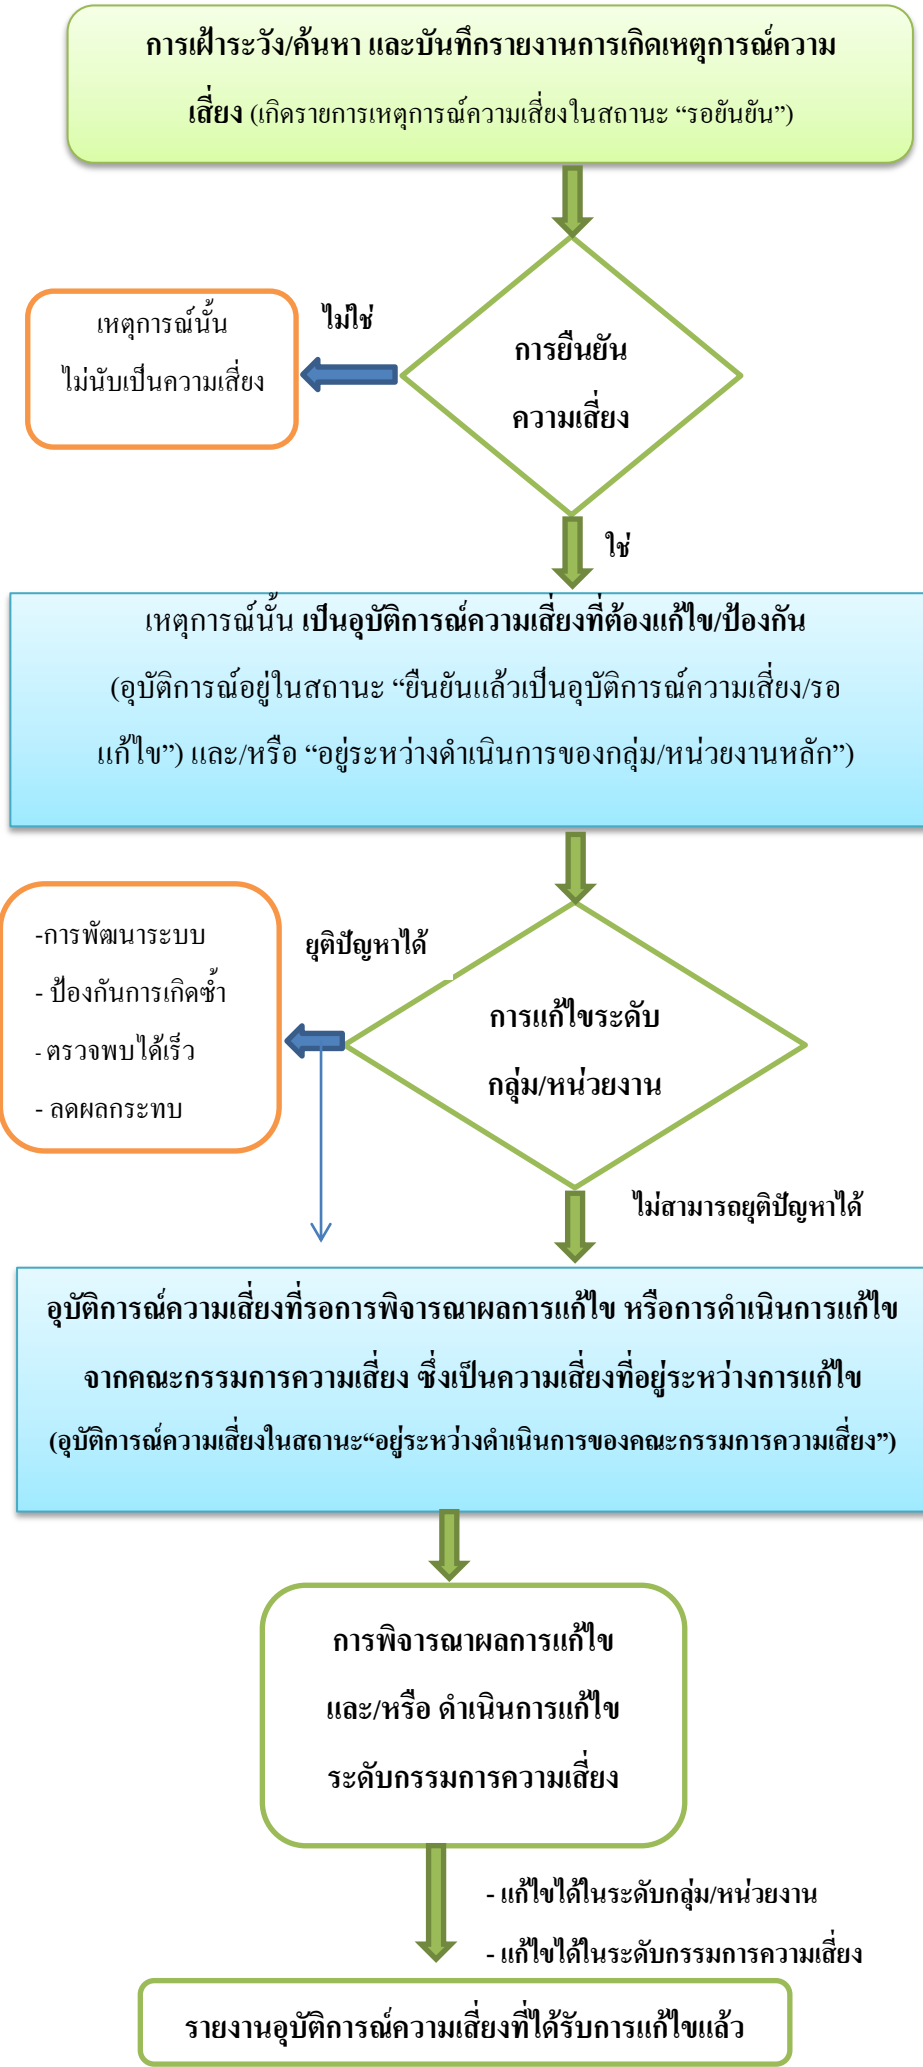 การเฝ้าระวัง/ค้นหา และบันทึกรายงานการเกิดเหตุการณ์ความ
เสี่ยง (เกิดรายการเหตุการณ์ความเสี่ยงในสถานะ “รอยันยัน”)
เหตุการณ์นั้น
ไม่นับเป็นความเสี่ยง
ไม่ใช่
การยืนยัน
ความเสี่ยง
ใช่
เหตุการณ์นั้น เป็นอุบัติการณ์ความเสี่ยงที่ต้องแก้ไข/ป้องกัน
(อุบัติการณ์อยู่ในสถานะ “ยืนยันแล้วเป็นอุบัติการณ์ความเสี่ยง/รอ
แก้ไข”) และ/หรือ “อยู่ระหว่างดำเนินการของกลุ่ม/หน่วยงานหลัก”)
-การพัฒนาระบบ
- ป้องกันการเกิดซ้ำ
- ตรวจพบได้เร็ว
- ลดผลกระทบ
ยุติปัญหาได้
การแก้ไขระดับ
กลุ่ม/หน่วยงาน
ไม่สามารถยุติปัญหาได้
อุบัติการณ์ความเสี่ยงที่รอการพิจารณาผลการแก้ไข หรือการดำเนินการแก้ไข
จากคณะกรรมการความเสี่ยง ซึ่งเป็นความเสี่ยงที่อยู่ระหว่างการแก้ไข
(อุบัติการณ์ความเสี่ยงในสถานะ“อยู่ระหว่างดำเนินการของคณะกรรมการความเสี่ยง”)
การพิจารณาผลการแก้ไข
และ/หรือ ดำเนินการแก้ไข
ระดับกรรมการความเสี่ยง
- แก้ไขได้ในระดับกลุ่ม/หน่วยงาน
- แก้ไขได้ในระดับกรรมการความเสี่ยง
รายงานอุบัติการณ์ความเสี่ยงที่ได้รับการแก้ไขแล้ว